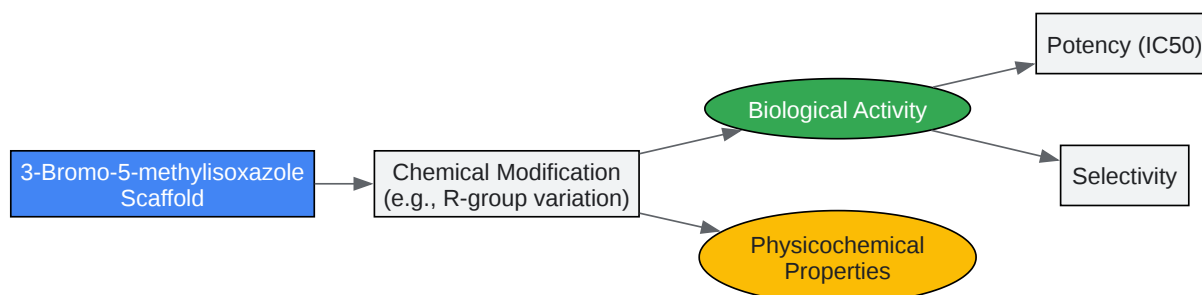 3-Bromo-5-methylisoxazole
Scaffold
Chemical Modification
(e.g., R-group variation)
Biological Activity
Physicochemical
Properties
Potency (IC50)
Selectivity